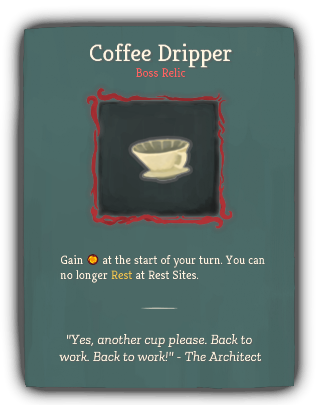 Coffee Dripper
Boss Relic
Gain at the start of your turn. You can
no longer Rest at Rest Sites.
"Yes, another cup please. Back to
work. Back to work!" - The Architect